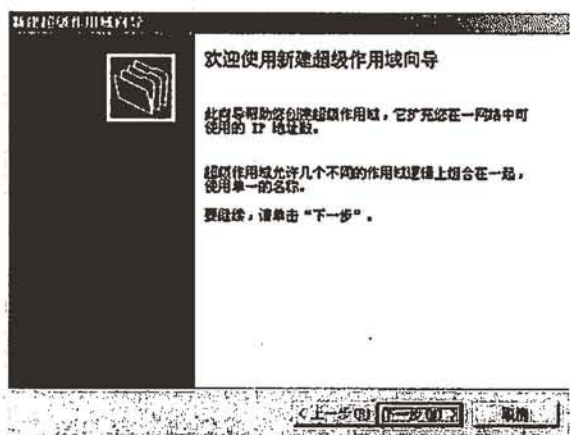 新建超级作用域向导
欢迎使用新建超级作用域向导
此向导帮助您创建超级作用域，它扩充您在一网络中可
使用的 IP 地址数。
超级作用域允许几个不同的作用域逻辑上组合在一起，
使用单一的名称。
要继续，请单击“下一步”。
<上一步(B) 下一步(N) > 取消